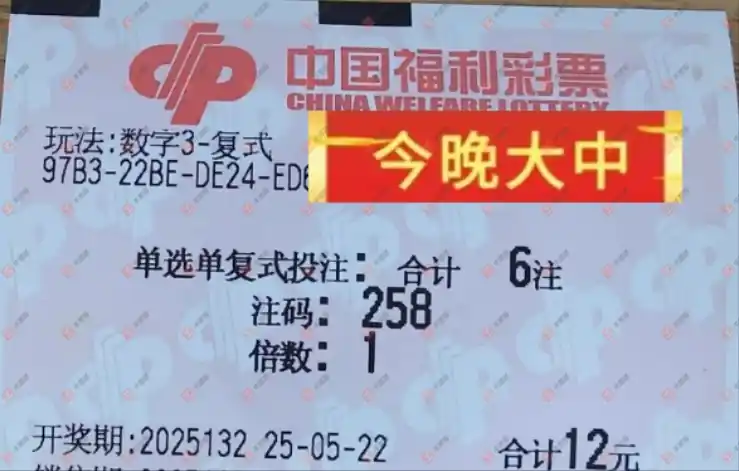 中国福利彩票
CHINA WELFARE LOTTERY
玩法:数字3-复式
97B3-22BE-DE24-ED
今晚大中
单选单复式投注: 合计 6注
注码: 258
倍数: 1
开奖期:2025132 25-05-22 合计12元